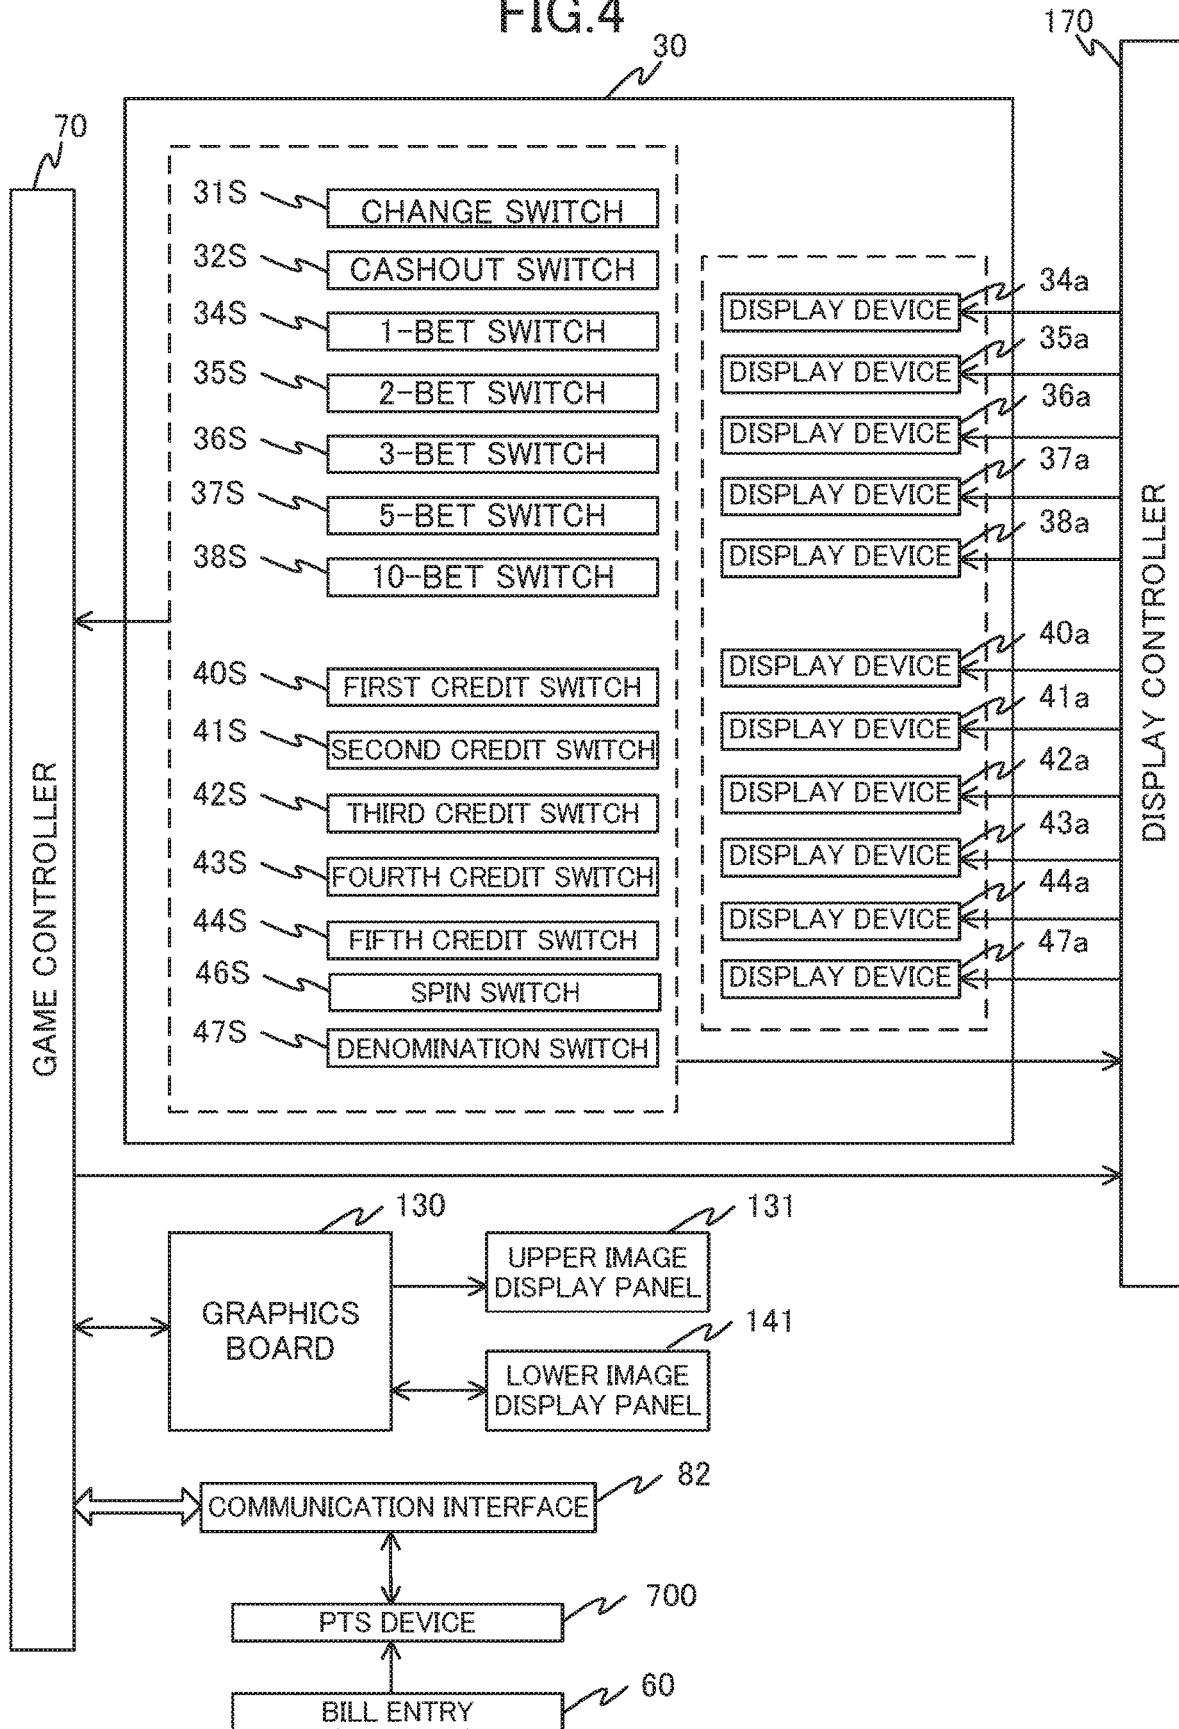 FIG.4
30
170
70
31S
CHANGE SWITCH
32S
CASHOUT SWITCH
34S
1-BET SWITCH
35S
2-BET SWITCH
36S
3-BET SWITCH
37S
5-BET SWITCH
38S
10-BET SWITCH
40S
FIRST CREDIT SWITCH
41S
SECOND CREDIT SWITCH
42S
THIRD CREDIT SWITCH
43S
FOURTH CREDIT SWITCH
44S
FIFTH CREDIT SWITCH
46S
SPIN SWITCH
47S
DENOMINATION SWITCH
DISPLAY DEVICE
34a
DISPLAY DEVICE
35a
DISPLAY DEVICE
36a
DISPLAY DEVICE
37a
DISPLAY DEVICE
38a
DISPLAY DEVICE
40a
DISPLAY DEVICE
41a
DISPLAY DEVICE
42a
DISPLAY DEVICE
43a
DISPLAY DEVICE
44a
DISPLAY DEVICE
47a
GAME CONTROLLER
DISPLAY CONTROLLER
130
GRAPHICS
BOARD
131
UPPER IMAGE
DISPLAY PANEL
141
LOWER IMAGE
DISPLAY PANEL
82
COMMUNICATION INTERFACE
700
PTS DEVICE
60
BILL ENTRY